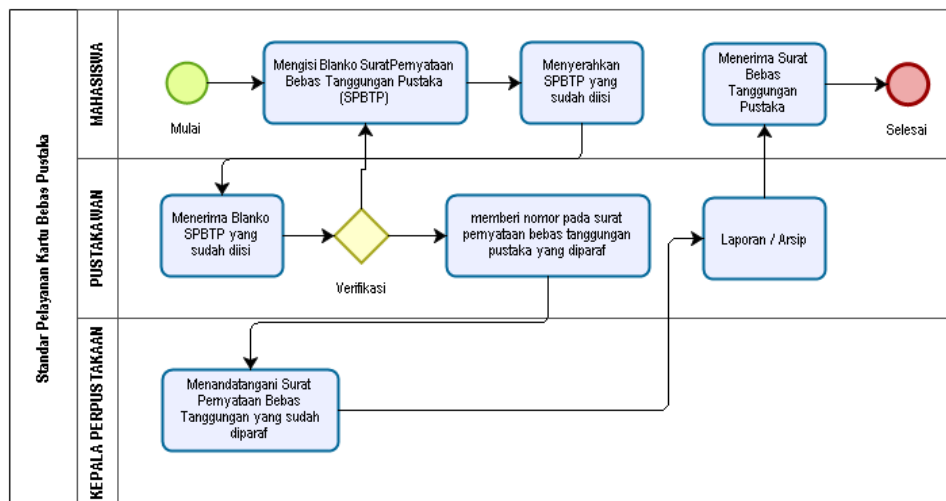 Standar Pelayanan Kartu Bebas Pustaka
MAHASISWA
Mulai
Mengisi Blanko SuratPernyataan
Bebas Tanggungan Pustaka
(SPBTP)
Menyerahkan
SPBTP yang
sudah diisi
Menerima Surat
Bebas
Tanggungan
Pustaka
Selesai
PUSTAKAWAN
Menerima Blanko
SPBTP yang
sudah diisi
Verifikasi
memberi nomor pada surat
pernyataan bebas tanggungan
pustaka yang diparaf
Laporan / Arsip
KEPALA PERPUSTAKAAN
Menandatangani Surat
Pernyataan Bebas
Tanggungan yang sudah
diparaf